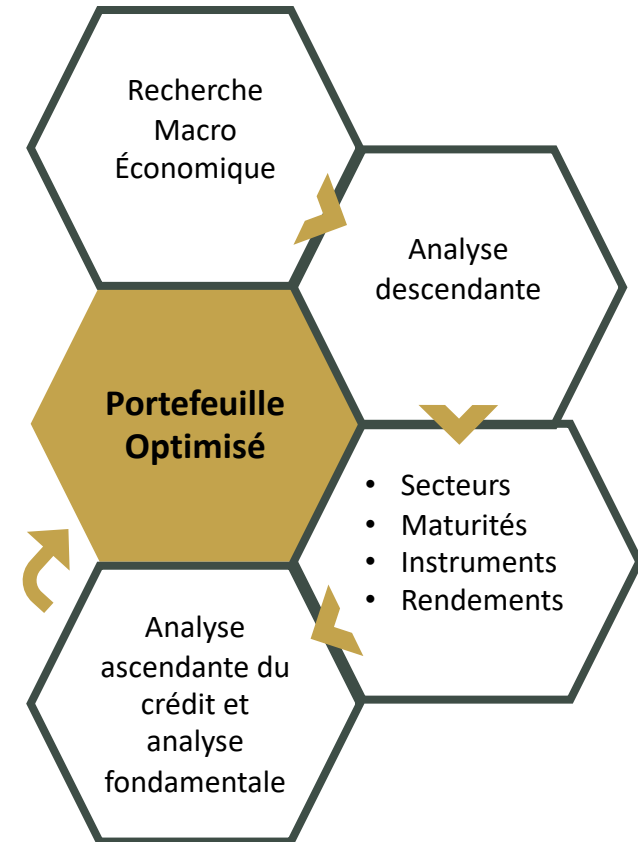 Recherche
Macro
Économique
Analyse
descendante
• Secteurs
• Maturités
• Instruments
• Rendements
Analyse
ascendante du
crédit et
analyse
fondamentale
Portefeuille
Optimisé